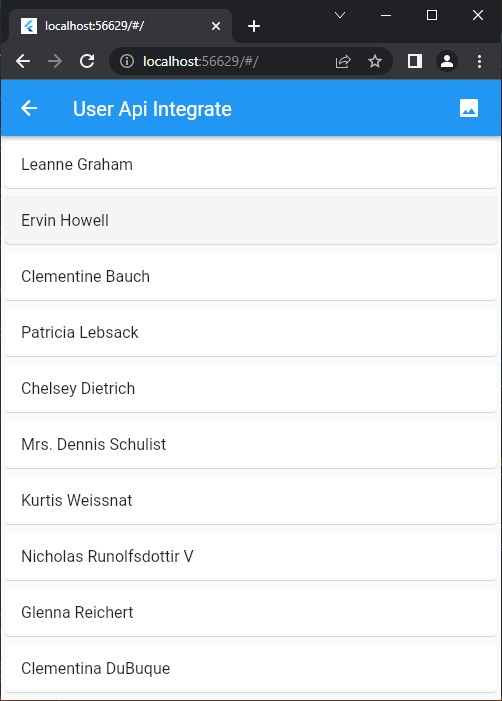 localhost:56629/#/
localhost:56629/#/
User Api Integrate
Leanne Graham
Ervin Howell
Clementine Bauch
Patricia Lebsack
Chelsey Dietrich
Mrs. Dennis Schulist
Kurtis Weissnat
Nicholas Runolfsdottir V
Glenna Reichert
Clementina DuBuque